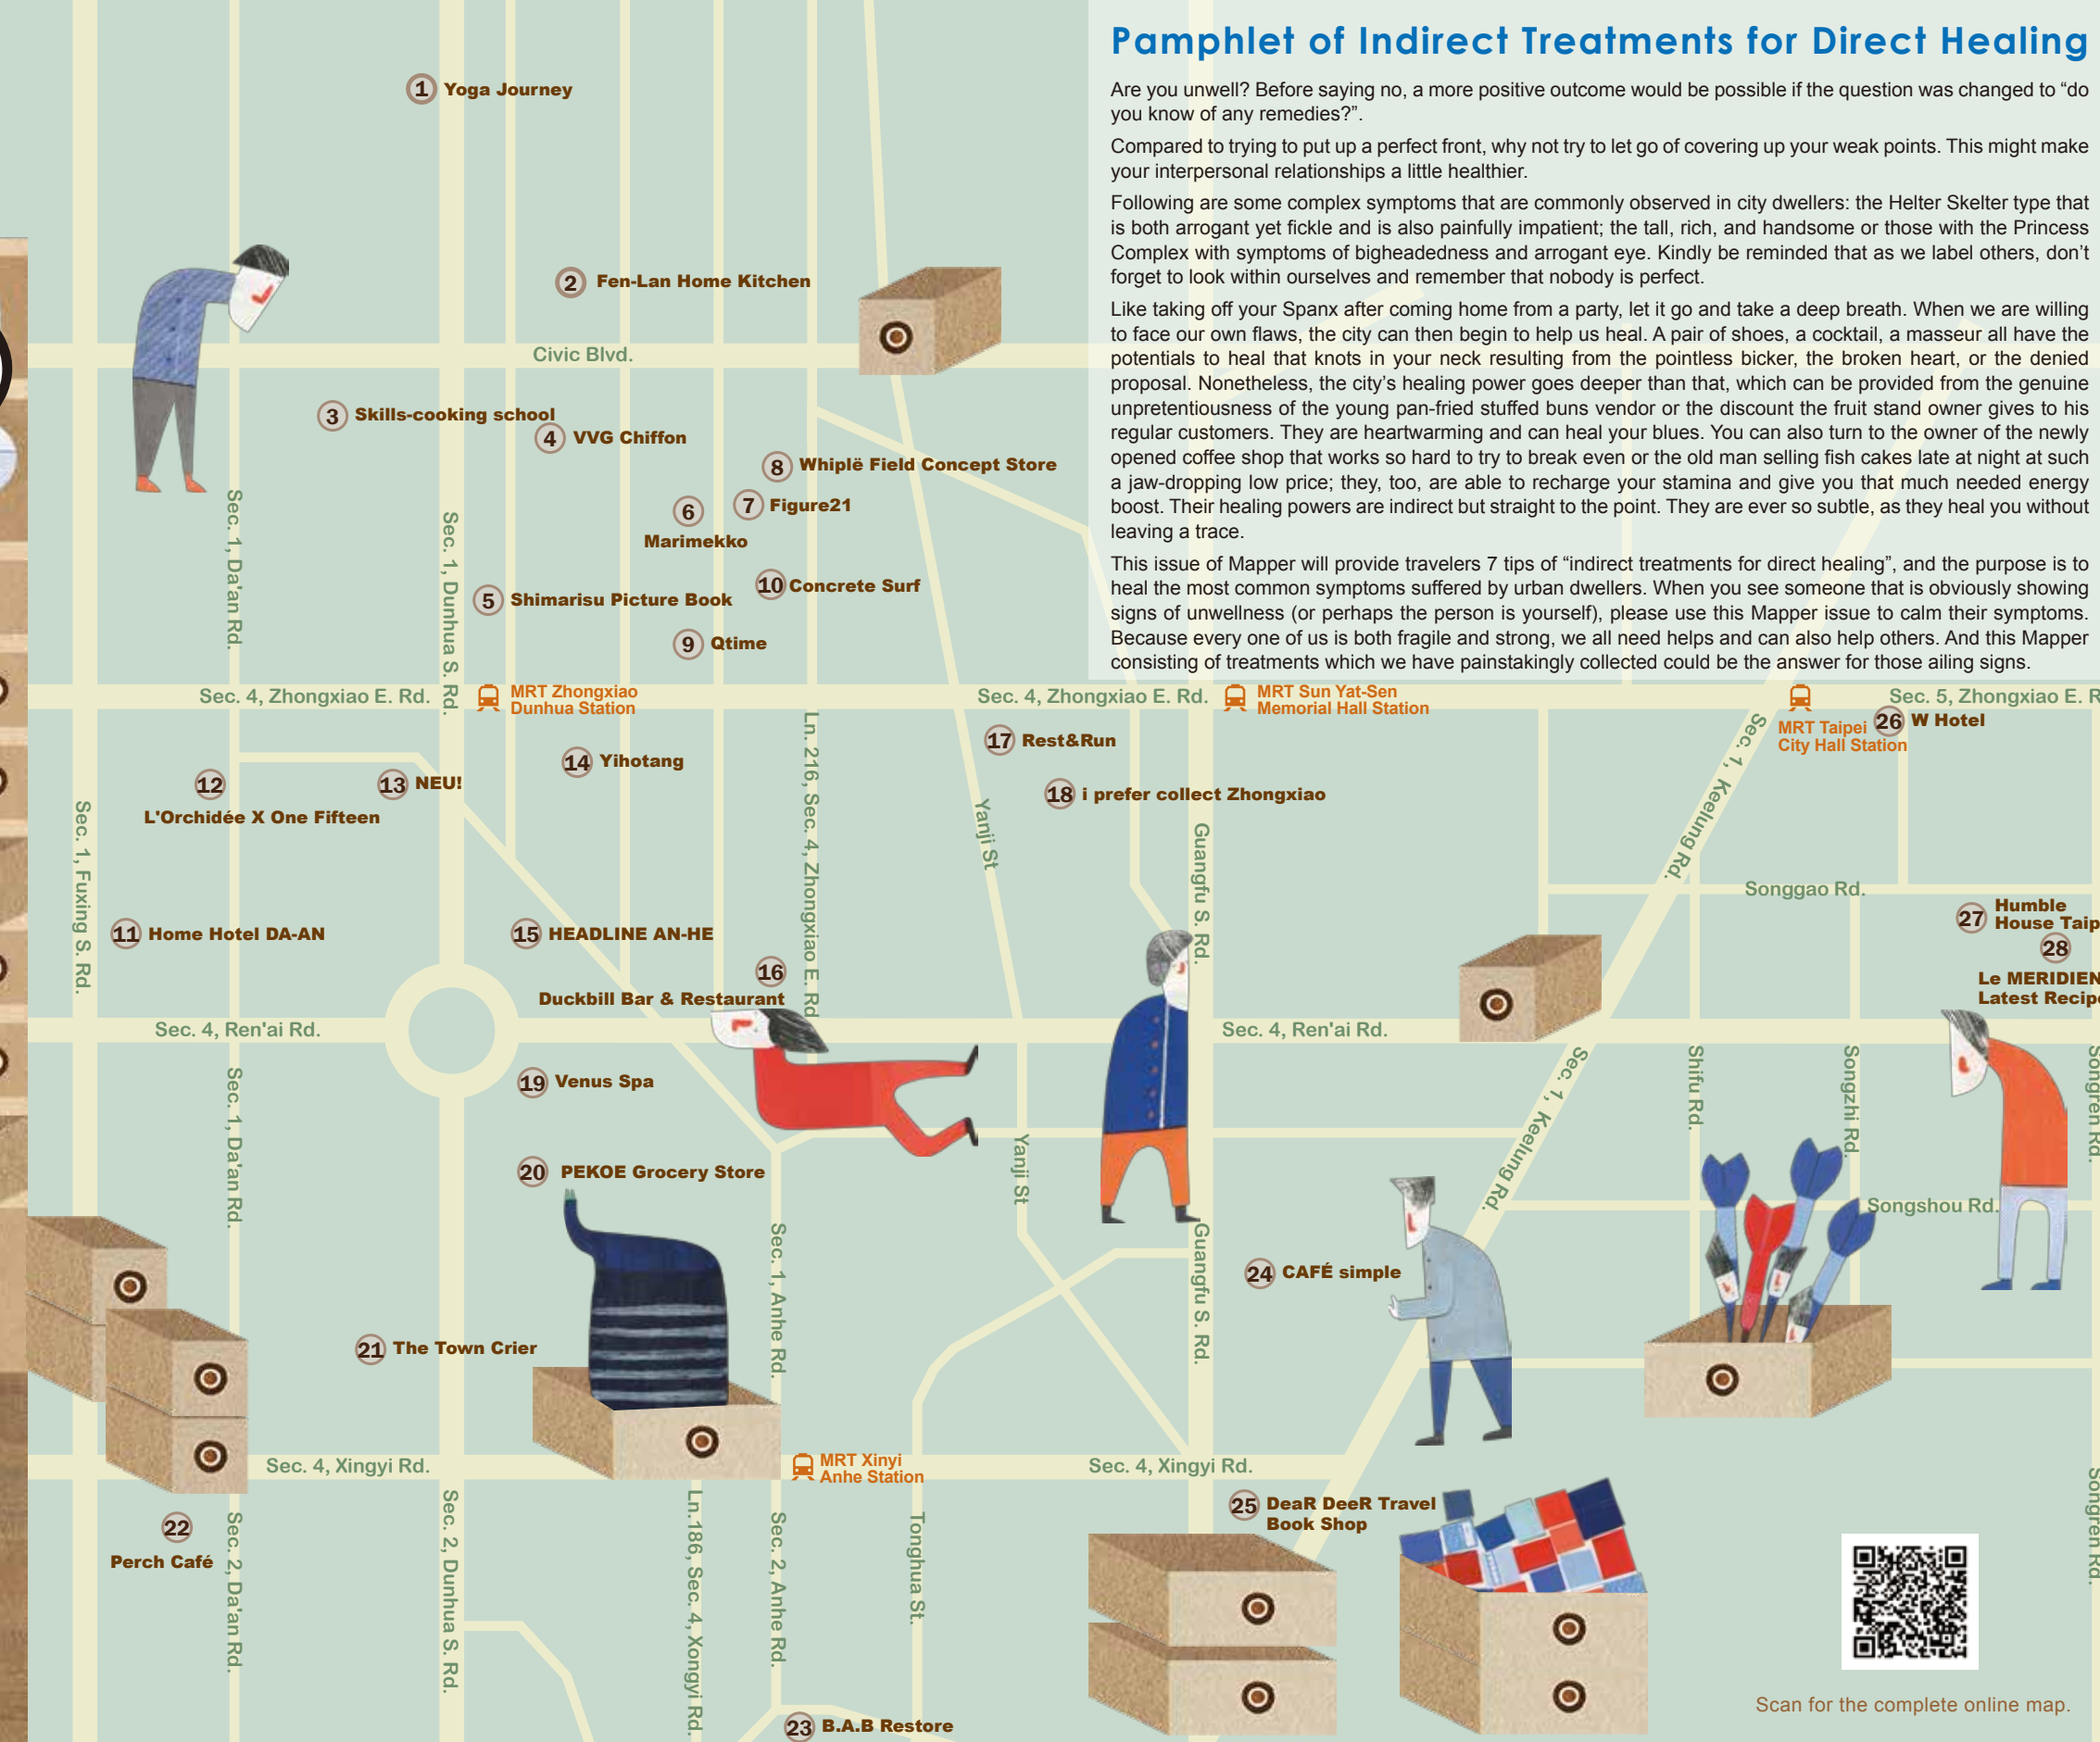 Pamphlet of Indirect Treatments for Direct Healing
Are you unwell? Before saying no, a more positive outcome would be possible if the question was changed to “do
you know of any remedies?”.
Compared to trying to put up a perfect front, why not try to let go of covering up your weak points. This might make
your interpersonal relationships a little healthier.
Following are some complex symptoms that are commonly observed in city dwellers: the Helter Skelter type that
is both arrogant yet fickle and is also painfully impatient; the tall, rich, and handsome or those with the Princess
Complex with symptoms of bigheadedness and arrogant eye. Kindly be reminded that as we label others, don’t
forget to look within ourselves and remember that nobody is perfect.
Like taking off your Spanx after coming home from a party, let it go and take a deep breath. When we are willing
to face our own flaws, the city can then begin to help us heal. A pair of shoes, a cocktail, a masseur all have the
potentials to heal that knots in your neck resulting from the pointless bicker, the broken heart, or the denied
proposal. Nonetheless, the city’s healing power goes deeper than that, which can be provided from the genuine
unpretentiousness of the young pan-fried stuffed buns vendor or the discount the fruit stand owner gives to his
regular customers. They are heartwarming and can heal your blues. You can also turn to the owner of the newly
opened coffee shop that works so hard to try to break even or the old man selling fish cakes late at night at such
a jaw-dropping low price; they, too, are able to recharge your stamina and give you that much needed energy
boost. Their healing powers are indirect but straight to the point. They are ever so subtle, as they heal you without
leaving a trace.
This issue of Mapper will provide travelers 7 tips of “indirect treatments for direct healing”, and the purpose is to
heal the most common symptoms suffered by urban dwellers. When you see someone that is obviously showing
signs of unwellness (or perhaps the person is yourself), please use this Mapper issue to calm their symptoms.
Because every one of us is both fragile and strong, we all need helps and can also help others. And this Mapper
consisting of treatments which we have painstakingly collected could be the answer for those ailing signs.
1 Yoga Journey
2 Fen-Lan Home Kitchen
Civic Blvd.
3 Skills-cooking school
4 VVG Chiffon
8 Whiplë Field Concept Store
7 Figure21
6
Marimekko
10 Concrete Surf
5 Shimarisu Picture Book
9 Qtime
Sec. 1, Da'an Rd.
Sec. 1, Dunhua S. Rd.
Sec. 4, Zhongxiao E. Rd.
MRT Zhongxiao
Dunhua Station
Sec. 4, Zhongxiao E. Rd.
MRT Sun Yat-Sen
Memorial Hall Station
MRT Taipei
City Hall Station
Sec. 5, Zhongxiao E. R
26 W Hotel
17 Rest&Run
14 Yihotang
12
L'Orchidée X One Fifteen
13 NEU!
18 i prefer collect Zhongxiao
Sec. 1, Fuxing S. Rd.
Ln. 216, Sec. 4, Zhongxiao E. Rd
Yanji St
Guangfu S. Rd.
Sec. 1, Keelung Rd.
Songgao Rd.
11 Home Hotel DA-AN
15 HEADLINE AN-HE
16
Duckbill Bar & Restaurant
27 Humble
House Taip
28
Le MERIDIEN
Latest Recip
Sec. 4, Ren'ai Rd.
Sec. 4, Ren'ai Rd.
19 Venus Spa
Sec. 1, Da'an Rd.
Yanji St
Sec. 1, Keelung Rd.
Shifu Rd.
Songzhi Rd.
Songren Rd.
20 PEKOE Grocery Store
Songshou Rd.
Sec. 1, Anhe Rd.
Guangfu S. Rd.
24 CAFÉ simple
21 The Town Crier
Sec. 4, Xingyi Rd.
MRT Xinyi
Anhe Station
Sec. 4, Xingyi Rd.
25 DeaR DeeR Travel
Book Shop
22
Perch Café
Sec. 2, Da'an Rd.
Sec. 2, Dunhua S. Rd.
Ln.186, Sec. 4, Xongyi Rd.
Sec. 2, Anhe Rd.
Tonghua St.
Songren Rd.
23 B.A.B Restore
Scan for the complete online map.